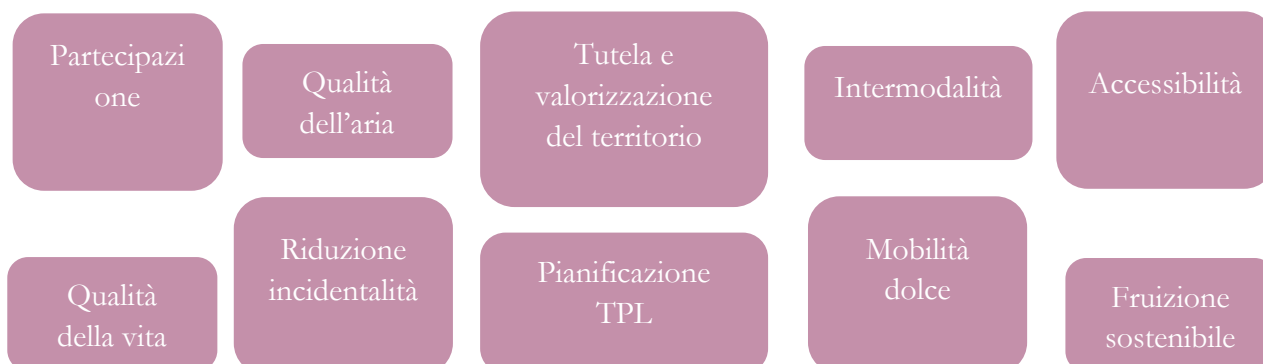 Partecipazi
one
Qualità
dell’aria
Tutela e
valorizzazione
del territorio
Intermodalità
Accessibilità
Qualità
della vita
Riduzione
incidentalità
Pianificazione
TPL
Mobilità
dolce
Fruizione
sostenibile